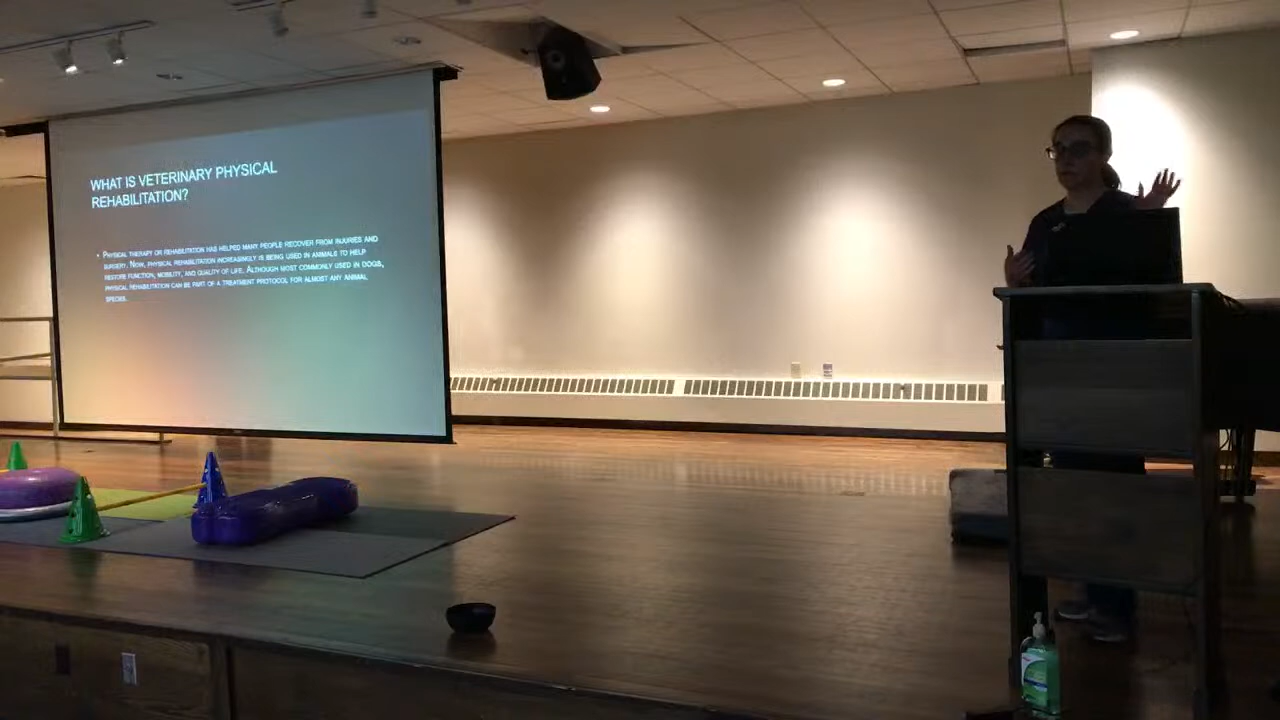 WHAT IS VETERINARY PHYSICAL
REHABILITATION?
• PHYSICAL THERAPY OR REHABILITATION HAS HELPED MANY PEOPLE RECOVER FROM INJURIES AND
SURGERY. NOW, PHYSICAL REHABILITATION INCREASINGLY IS BEING USED IN ANIMALS TO HELP
RESTORE FUNCTION, MOBILITY, AND QUALITY OF LIFE. ALTHOUGH MOST COMMONLY USED IN DOGS,
PHYSICAL REHABILITATION CAN BE PART OF A TREATMENT PROTOCOL FOR ALMOST ANY ANIMAL
SPECIES.